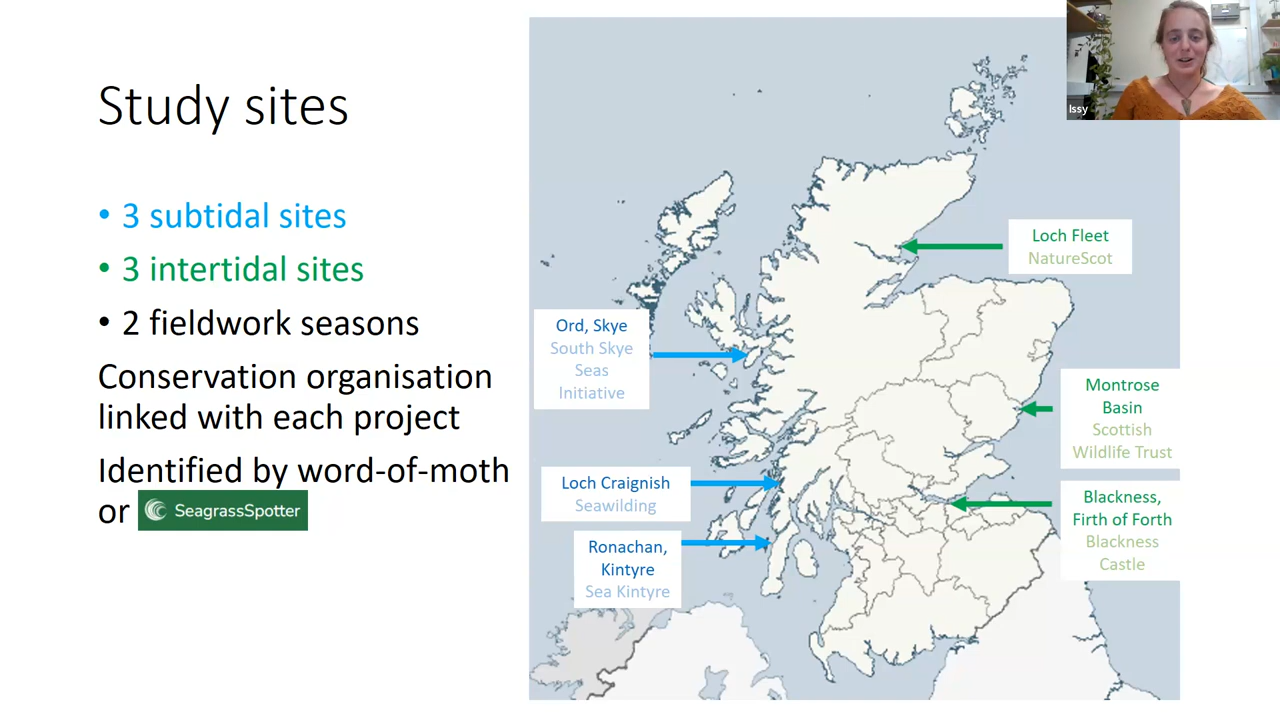 Study sites
• 3 subtidal sites
• 3 intertidal sites
• 2 fieldwork seasons
Conservation organisation
linked with each project
Identified by word-of-moth
or SeagrassSpotter
Issy
Loch Fleet
NatureScot
Ord, Skye
South Skye
Seas
Initiative
Montrose
Basin
Scottish
Wildlife Trust
Loch Craignish
Seawilding
Blackness,
Firth of Forth
Blackness
Castle
Ronachan,
Kintyre
Sea Kintyre